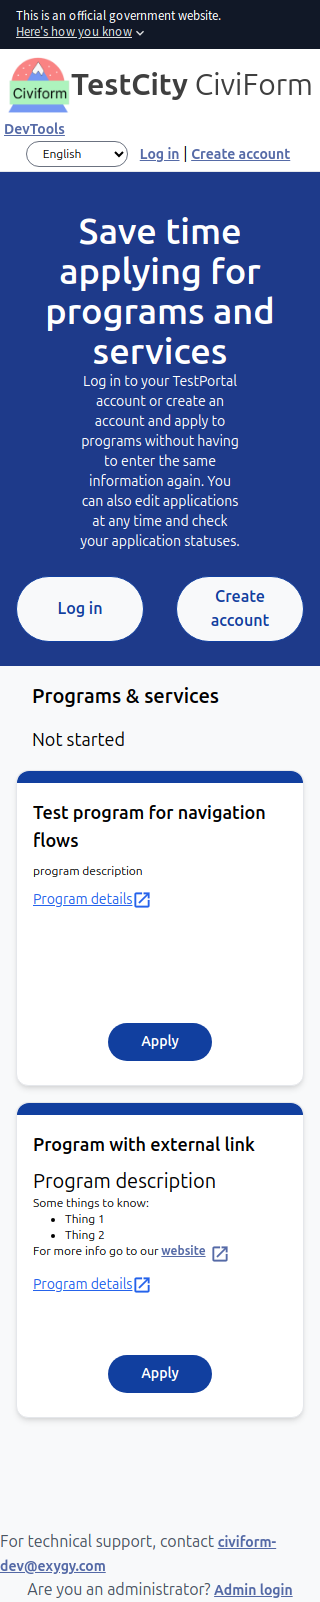 This is an official government website.
Here's how you know
Civiform
TestCity CiviForm
DevTools
English
Log in | Create account
Save time
applying for
programs and
services
Log in to your TestPortal
account or create an
account and apply to
programs without having
to enter the same
information again. You
can also edit applications
at any time and check
your application statuses.
Log in
Create
account
Programs & services
Not started
Test program for navigation
flows
program description
Program details
Apply
Program with external link
Program description
Some things to know:
• Thing 1
• Thing 2
For more info go to our website
Program details
Apply
For technical support, contact civiform-
dev@exygy.com
Are you an administrator? Admin login